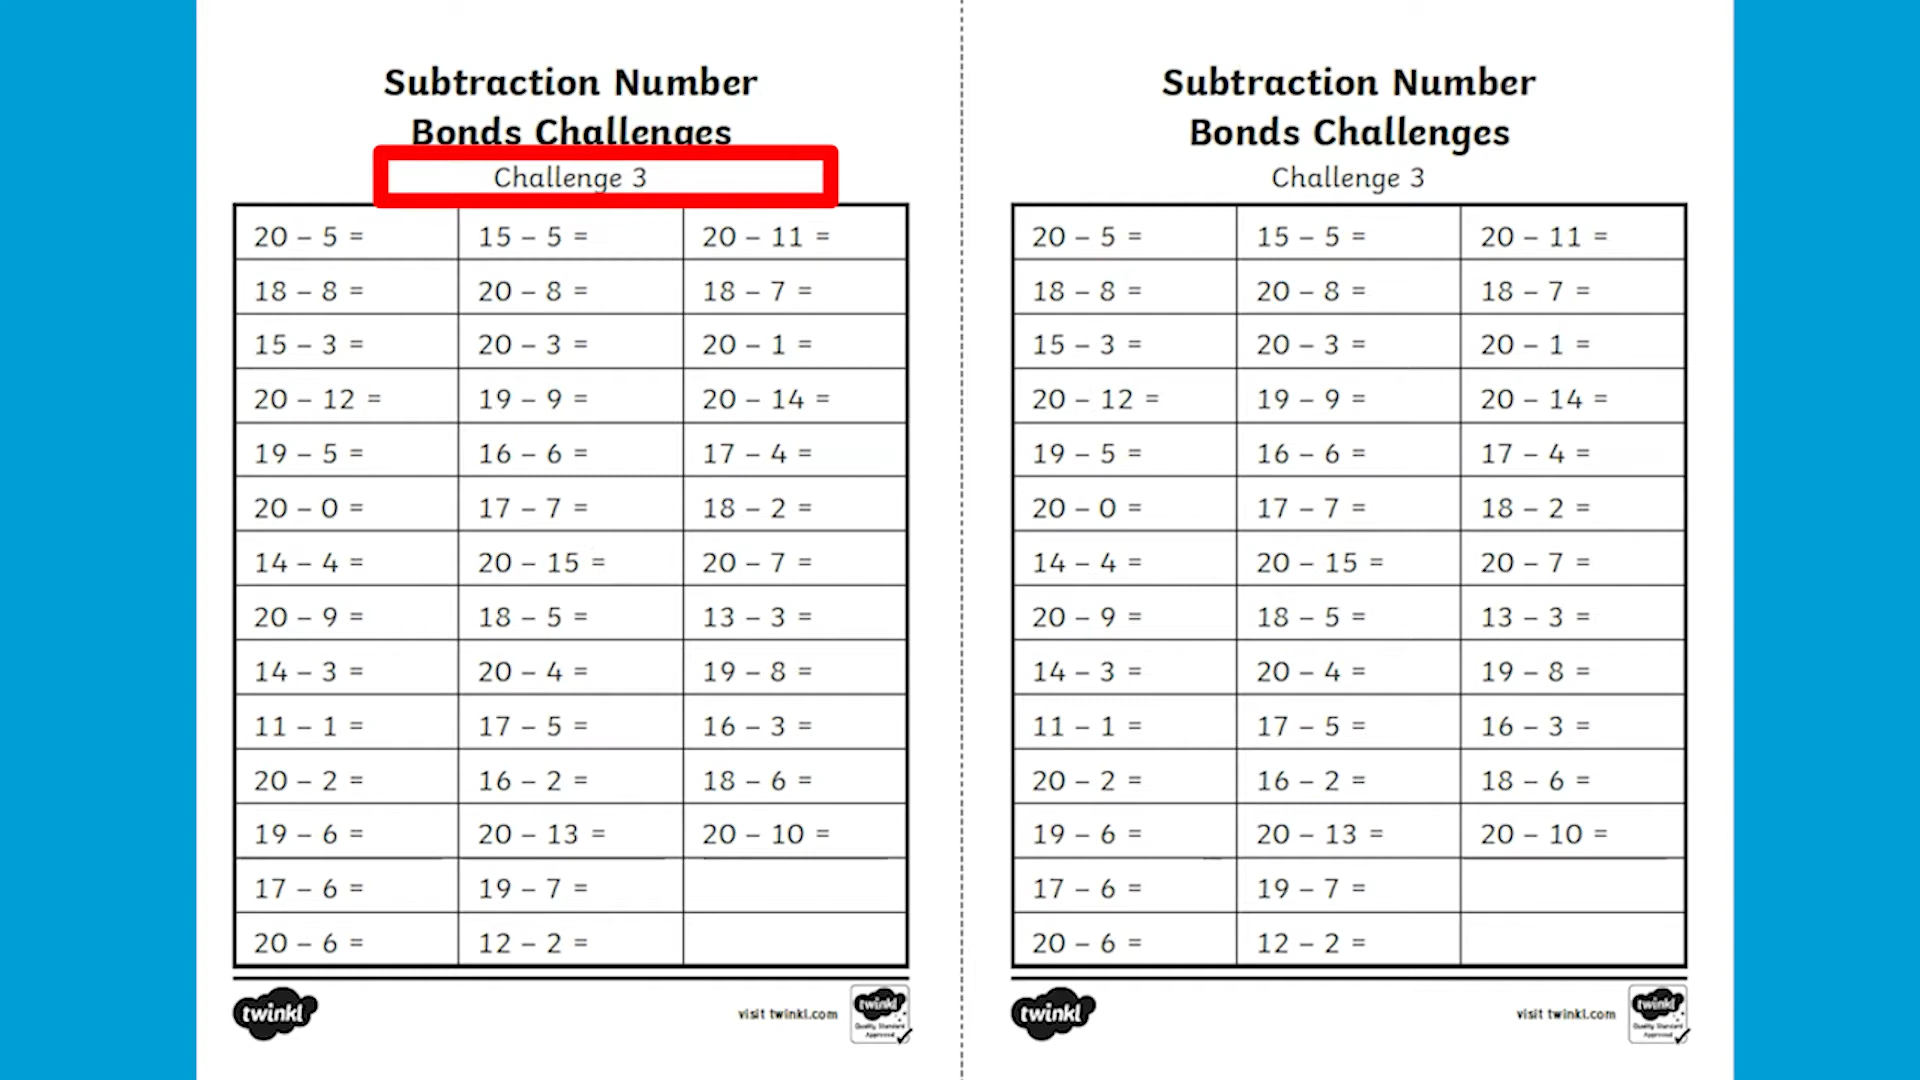 Subtraction Number
Bonds Challenges
Challenge 3
20 – 5 = 15 – 5 = 20 – 11 =
18 – 8 = 20 – 8 = 18 – 7 =
15 – 3 = 20 – 3 = 20 – 1 =
20 – 12 = 19 – 9 = 20 – 14 =
19 – 5 = 16 – 6 = 17 – 4 =
20 – 0 = 17 – 7 = 18 – 2 =
14 – 4 = 20 – 15 = 20 – 7 =
20 – 9 = 18 – 5 = 13 – 3 =
14 – 3 = 20 – 4 = 19 – 8 =
11 – 1 = 17 – 5 = 16 – 3 =
20 – 2 = 16 – 2 = 18 – 6 =
19 – 6 = 20 – 13 = 20 – 10 =
17 – 6 = 19 – 7 =
20 – 6 = 12 – 2 =
twinkl
visit twinkl.com
twinkl
Quality Standard
Approved
Subtraction Number
Bonds Challenges
Challenge 3
20 – 5 = 15 – 5 = 20 – 11 =
18 – 8 = 20 – 8 = 18 – 7 =
15 – 3 = 20 – 3 = 20 – 1 =
20 – 12 = 19 – 9 = 20 – 14 =
19 – 5 = 16 – 6 = 17 – 4 =
20 – 0 = 17 – 7 = 18 – 2 =
14 – 4 = 20 – 15 = 20 – 7 =
20 – 9 = 18 – 5 = 13 – 3 =
14 – 3 = 20 – 4 = 19 – 8 =
11 – 1 = 17 – 5 = 16 – 3 =
20 – 2 = 16 – 2 = 18 – 6 =
19 – 6 = 20 – 13 = 20 – 10 =
17 – 6 = 19 – 7 =
20 – 6 = 12 – 2 =
twinkl
visit twinkl.com
twinkl
Quality Standard
Approved